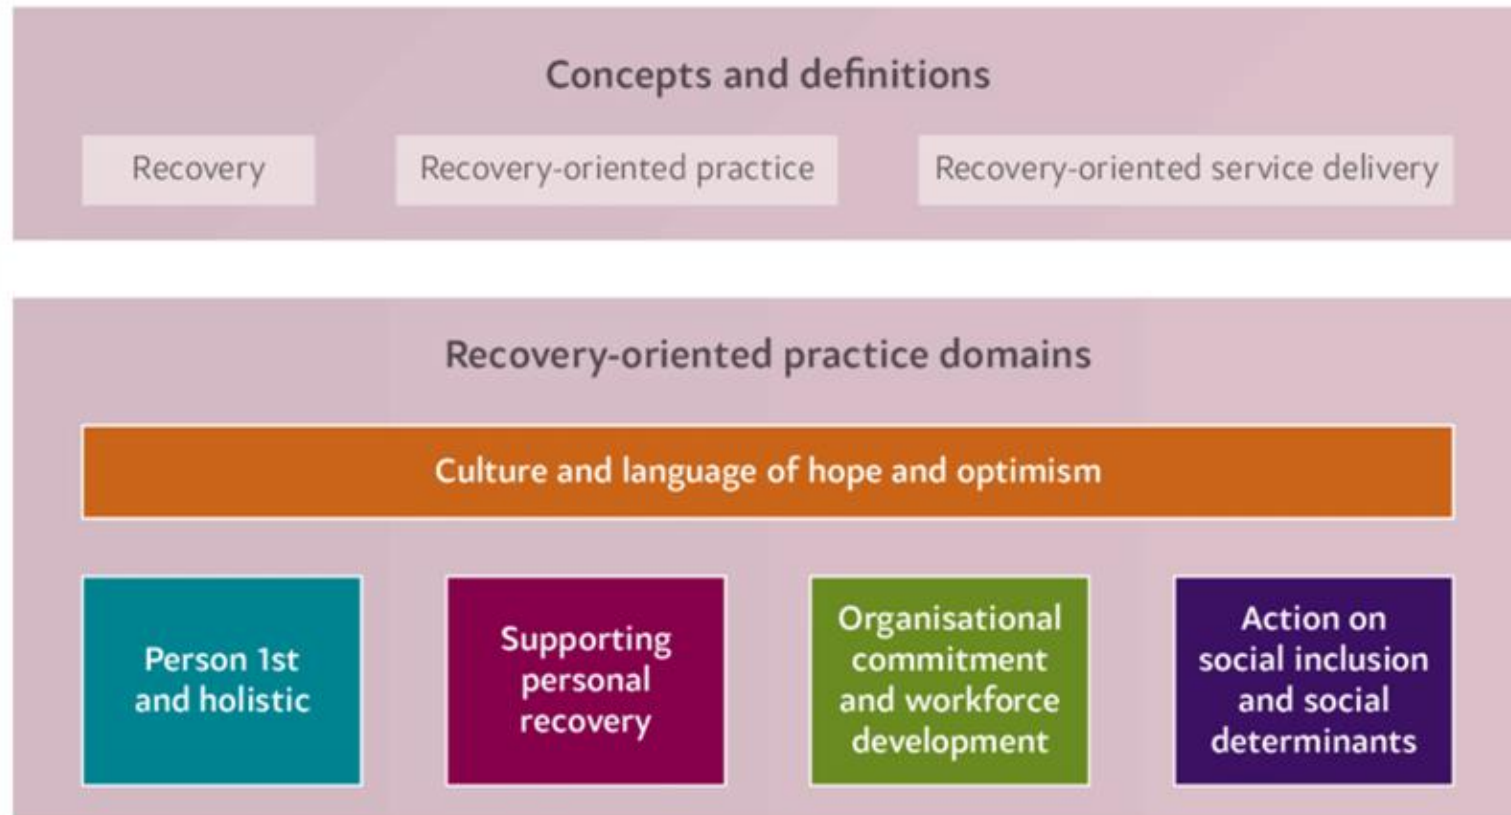 Concepts and definitions
Recovery
Recovery-oriented practice
Recovery-oriented service delivery
Recovery-oriented practice domains
Culture and language of hope and optimism
Person 1st
and holistic
Supporting
personal
recovery
Organisational
commitment
and workforce
development
Action on
social inclusion
and social
determinants